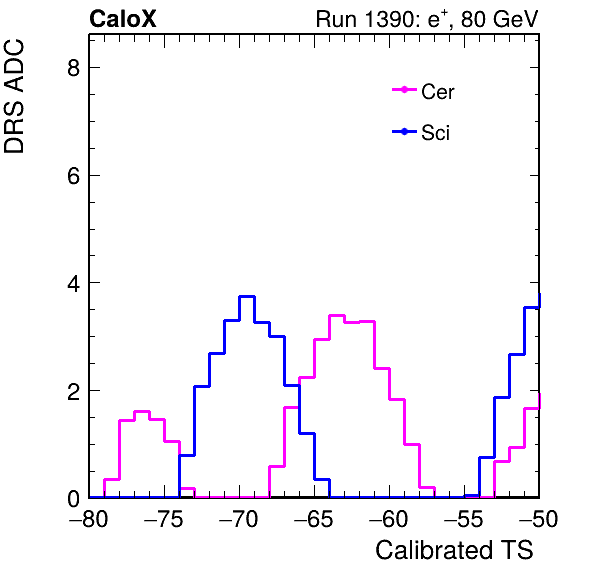 CaloX Run 1390: e⁺, 80 GeV
DRS ADC
8
6
4
2
0
Cer
Sci
−80 −75 −70 −65 −60 −55 −50
Calibrated TS